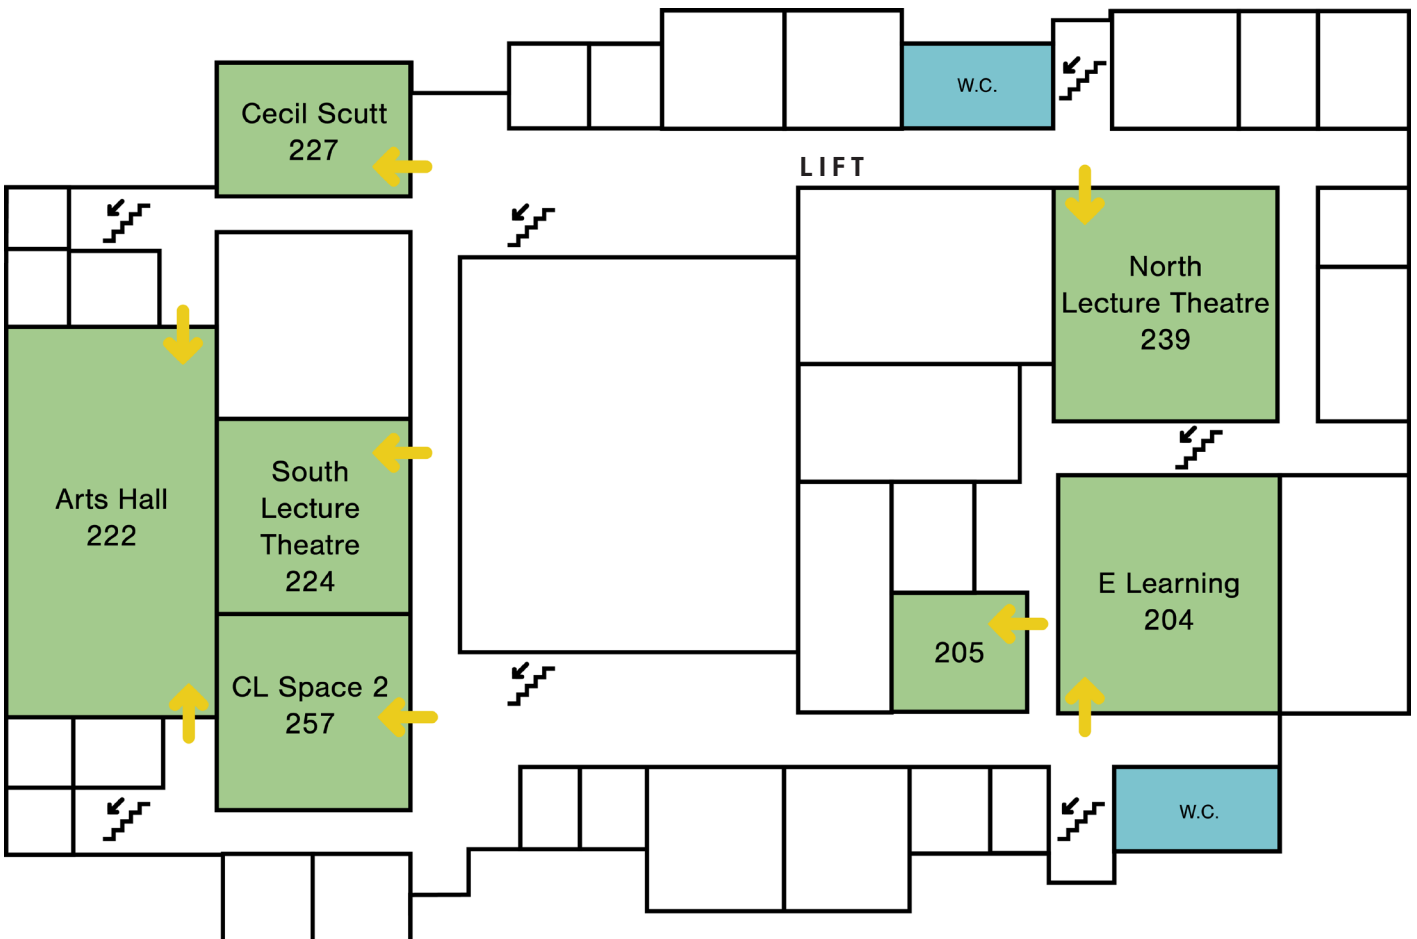 W.C.
Cecil Scutt
227
LIFT
North
Lecture Theatre
239
South
Lecture
Theatre
224
Arts Hall
222
E Learning
204
205
CL Space 2
257
W.C.